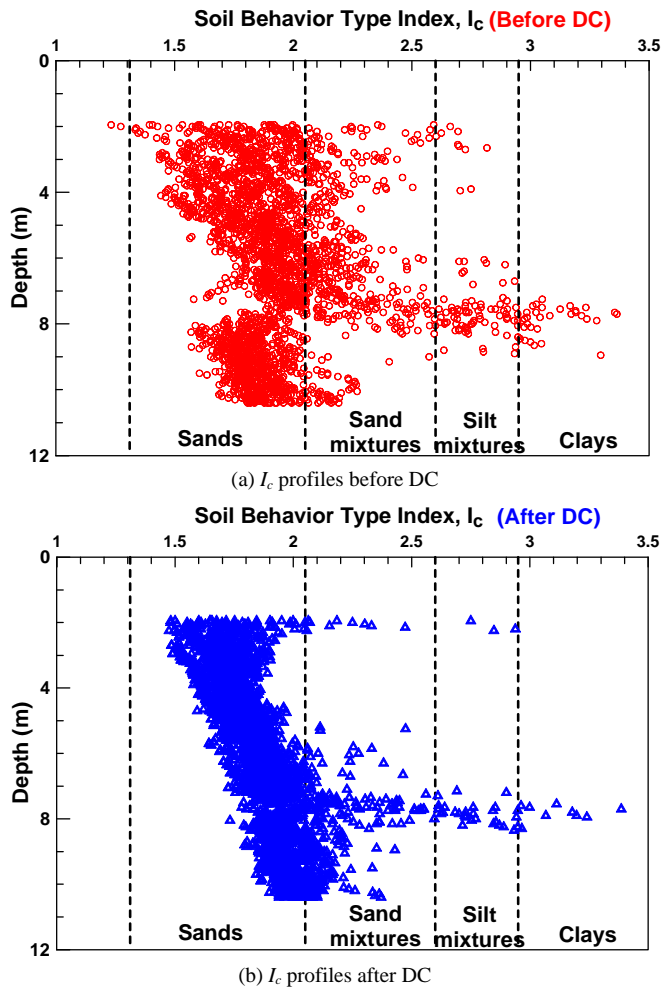 Soil Behavior Type Index, Ic (Before DC)
1 1.5 2 2.5 3 3.5
0
4
8
12
Depth (m)
Sands
Sand mixtures
Silt mixtures
Clays
(a) Ic profiles before DC
Soil Behavior Type Index, Ic (After DC)
1 1.5 2 2.5 3 3.5
0
4
8
12
Depth (m)
Sands
Sand mixtures
Silt mixtures
Clays
(b) Ic profiles after DC